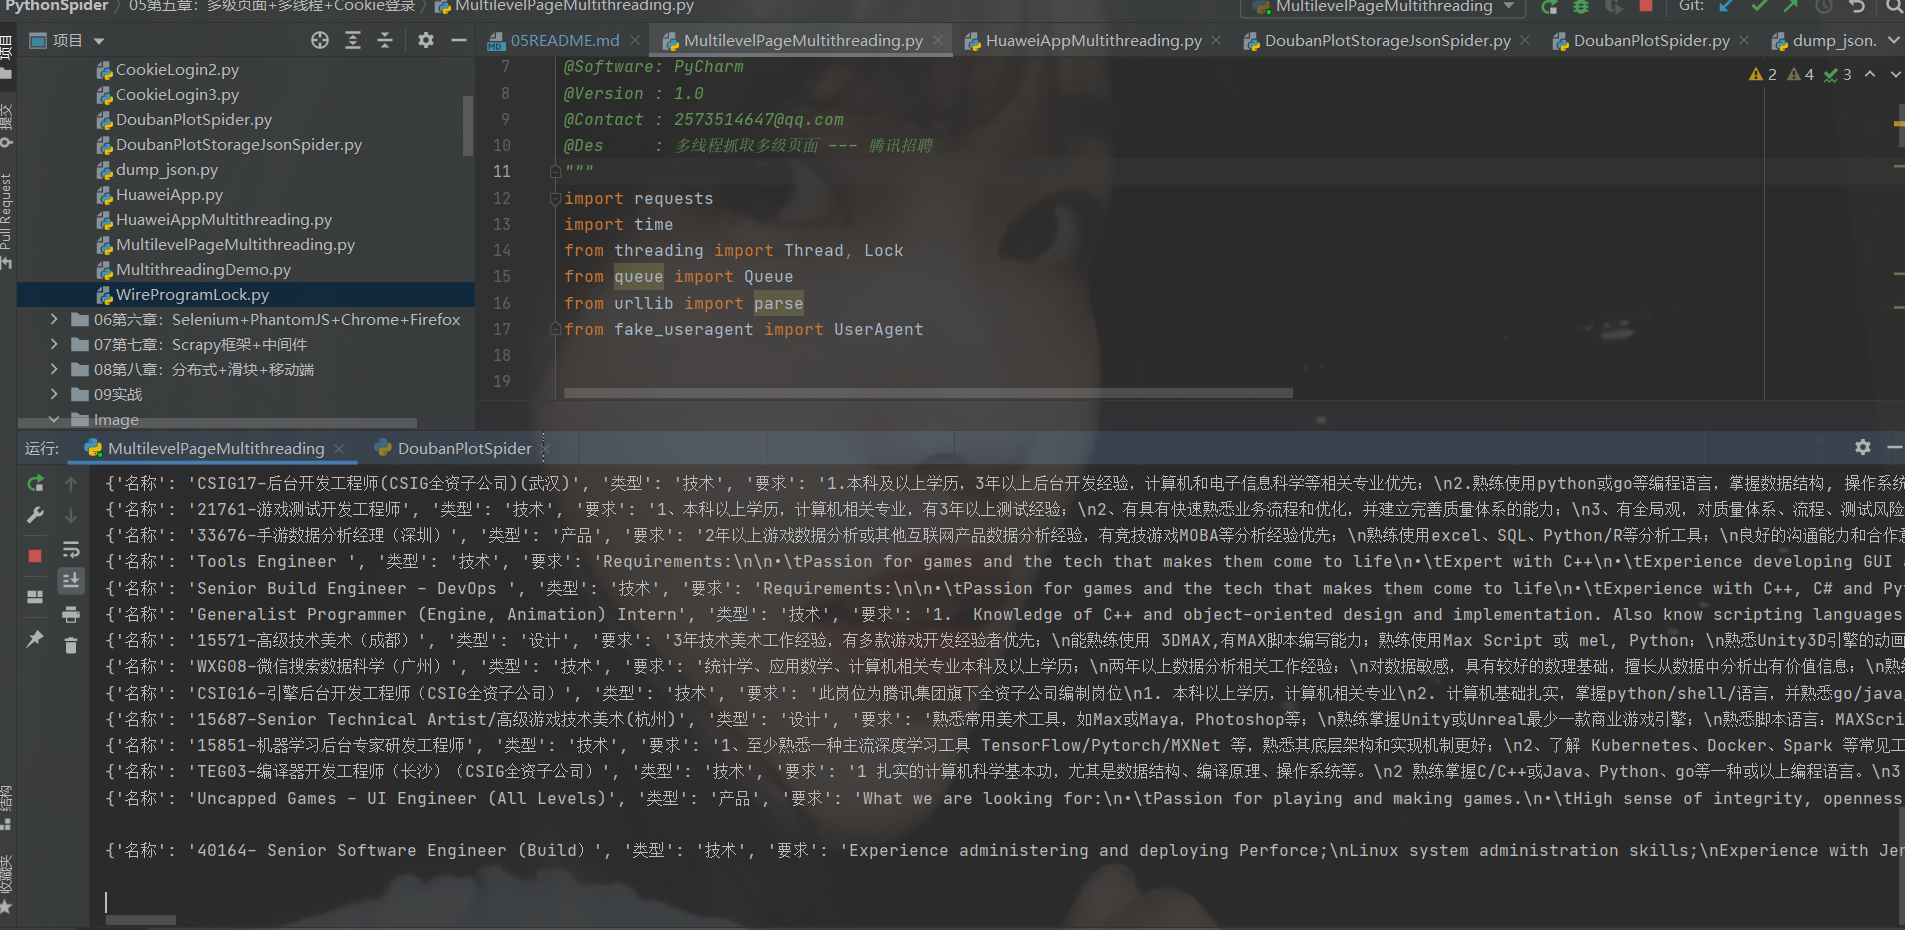 PythonSpider 〉 05第五章：多级页面+多线程+Cookie登录 〉 MultilevelPageMultithreading.py
MultilevelPageMultithreading
Git:
项目
05README.md
MultilevelPageMultithreading.py
HuaweiAppMultithreading.py
DoubanPlotStorageJsonSpider.py
DoubanPlotSpider.py
dump_json.
项目
提交
Pull Request
结构
收藏夹
CookieLogin2.py
CookieLogin3.py
DoubanPlotSpider.py
DoubanPlotStorageJsonSpider.py
dump_json.py
HuaweiApp.py
HuaweiAppMultithreading.py
MultilevelPageMultithreading.py
MultithreadingDemo.py
WireProgramLock.py
06第六章：Selenium+PhantomJS+Chrome+Firefox
07第七章：Scrapy框架+中间件
08第八章：分布式+滑块+移动端
09实战
Image
2 4 3
7 @Software: PyCharm
8 @Version : 1.0
9 @Contact : 2573514647@qq.com
10 @Des     : 多线程抓取多级页面 --- 腾讯招聘
11 """
12 import requests
13 import time
14 from threading import Thread, Lock
15 from queue import Queue
16 from urllib import parse
17 from fake_useragent import UserAgent
18
19
运行:
MultilevelPageMultithreading
DoubanPlotSpider
{'名称': 'CSIG17-后台开发工程师(CSIG全资子公司)(武汉)', '类型': '技术', '要求': '1.本科及以上学历，3年以上后台开发经验，计算机和电子信息科学等相关专业优先；\n2.熟练使用python或go等编程语言，掌握数据结构, 操作系统
{'名称': '21761-游戏测试开发工程师', '类型': '技术', '要求': '1、本科以上学历，计算机相关专业，有3年以上测试经验；\n2、有具有快速熟悉业务流程和优化，并建立完善质量体系的能力；\n3、有全局观，对质量体系、流程、测试风险
{'名称': '33676-手游数据分析经理（深圳）', '类型': '产品', '要求': '2年以上游戏数据分析或其他互联网产品数据分析经验，有竞技游戏MOBA等分析经验优先；\n熟练使用excel、SQL、Python/R等分析工具；\n良好的沟通能力和合作意
{'名称': 'Tools Engineer ', '类型': '技术', '要求': 'Requirements:\n\n•\tPassion for games and the tech that makes them come to life\n•\tExpert with C++\n•\tExperience developing GUI
{'名称': 'Senior Build Engineer – DevOps ', '类型': '技术', '要求': 'Requirements:\n\n•\tPassion for games and the tech that makes them come to life\n•\tExperience with C++, C# and Py
{'名称': 'Generalist Programmer (Engine, Animation) Intern', '类型': '技术', '要求': '1.  Knowledge of C++ and object-oriented design and implementation. Also know scripting languages
{'名称': '15571-高级技术美术（成都）', '类型': '设计', '要求': '3年技术美术工作经验，有多款游戏开发经验者优先；\n能熟练使用 3DMAX,有MAX脚本编写能力；熟练使用Max Script 或 mel, Python；\n熟悉Unity3D引擎的动画
{'名称': 'WXG08-微信搜索数据科学（广州）', '类型': '技术', '要求': '统计学、应用数学、计算机相关专业本科及以上学历；\n两年以上数据分析相关工作经验；\n对数据敏感，具有较好的数理基础，擅长从数据中分析出有价值信息；\n熟练
{'名称': 'CSIG16-引擎后台开发工程师（CSIG全资子公司）', '类型': '技术', '要求': '此岗位为腾讯集团旗下全资子公司编制岗位\n1. 本科以上学历，计算机相关专业\n2. 计算机基础扎实，掌握python/shell/语言，并熟悉go/java,
{'名称': '15687-Senior Technical Artist/高级游戏技术美术(杭州)', '类型': '设计', '要求': '熟悉常用美术工具，如Max或Maya，Photoshop等；\n熟练掌握Unity或Unreal最少一款商业游戏引擎；\n熟悉脚本语言：MAXScri
{'名称': '15851-机器学习后台专家研发工程师', '类型': '技术', '要求': '1、至少熟悉一种主流深度学习工具 TensorFlow/Pytorch/MXNet 等，熟悉其底层架构和实现机制更好；\n2、了解 Kubernetes、Docker、Spark 等常见工
{'名称': 'TEG03-编译器开发工程师（长沙）（CSIG全资子公司）', '类型': '技术', '要求': '1 扎实的计算机科学基本功，尤其是数据结构、编译原理、操作系统等。\n2 熟练掌握C/C++或Java、Python、go等一种或以上编程语言。\n3
{'名称': 'Uncapped Games – UI Engineer (All Levels)', '类型': '产品', '要求': 'What we are looking for:\n•\tPassion for playing and making games.\n•\tHigh sense of integrity, openness
{'名称': '40164- Senior Software Engineer (Build）', '类型': '技术', '要求': 'Experience administering and deploying Perforce;\nLinux system administration skills;\nExperience with Jer